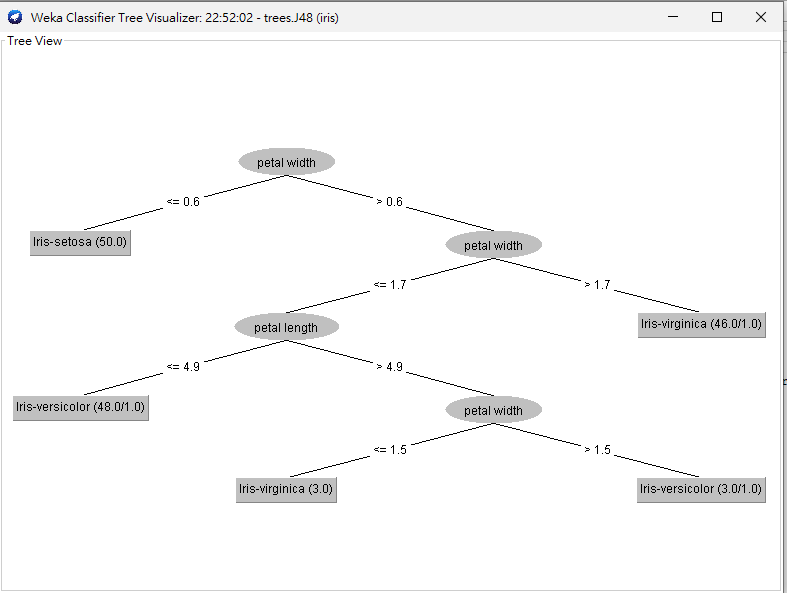 Weka Classifier Tree Visualizer: 22:52:02 - trees.J48 (iris)
Tree View
petal width
<= 0.6
> 0.6
Iris-setosa (50.0)
petal width
<= 1.7
> 1.7
petal length
Iris-virginica (46.0/1.0)
<= 4.9
> 4.9
Iris-versicolor (48.0/1.0)
petal width
<= 1.5
> 1.5
Iris-virginica (3.0)
Iris-versicolor (3.0/1.0)